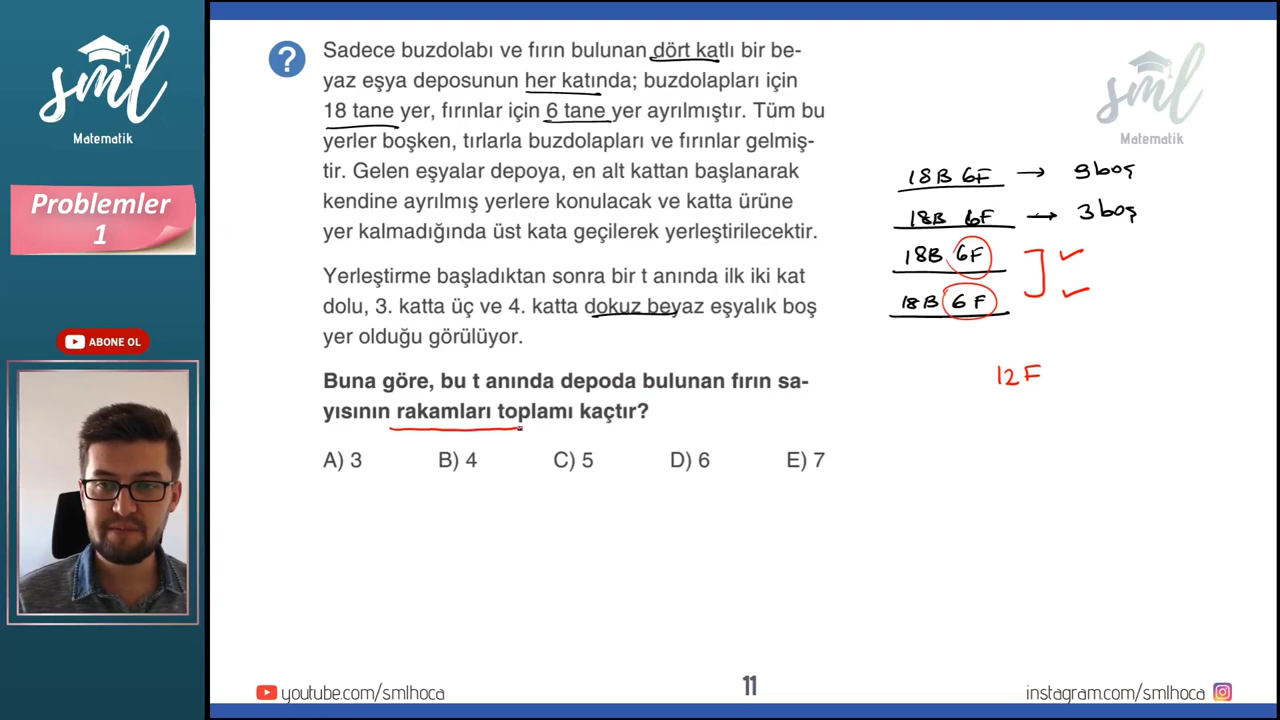 sml
Matematik
Problemler
1
ABONE OL
?
Sadece buzdolabı ve fırın bulunan dört katlı bir be-
yaz eşya deposunun her katında; buzdolapları için
18 tane yer, fırınlar için 6 tane yer ayrılmıştır. Tüm bu
yerler boşken, tırlarla buzdolapları ve fırınlar gelmiş-
tir. Gelen eşyalar depoya, en alt kattan başlanarak
kendine ayrılmış yerlere konulacak ve katta ürüne
yer kalmadığında üst kata geçilerek yerleştirilecektir.
Yerleştirme başladıktan sonra bir t anında ilk iki kat
dolu, 3. katta üç ve 4. katta dokuz beyaz eşyalık boş
yer olduğu görülüyor.
Buna göre, bu t anında depoda bulunan fırın sa-
yısının rakamları toplamı kaçtır?
A) 3 B) 4 C) 5 D) 6 E) 7
sml
Matematik
18B 6F → 9boş
18B 6F → 3boş
18B 6F ✓
18B 6F ✓
12F
youtube.com/smlhoca
11
instagram.com/smlhoca